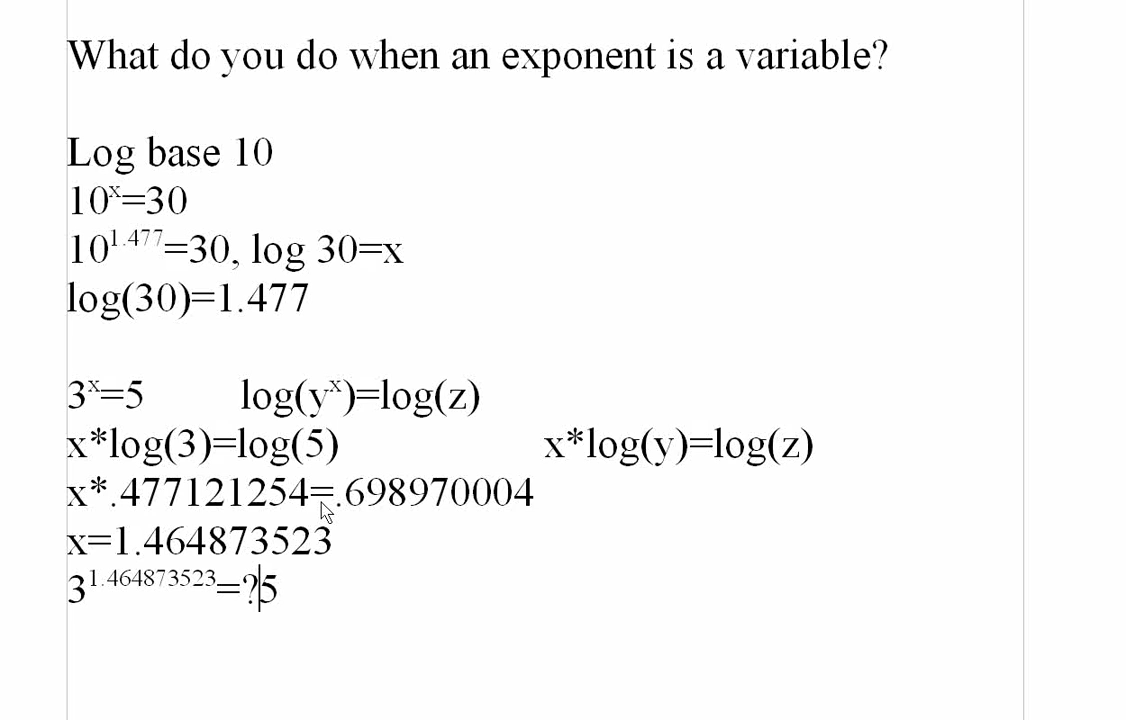 What do you do when an exponent is a variable?
Log base 10
10ˣ=30
10¹·⁴⁷⁷=30, log 30=x
log(30)=1.477
3ˣ=5 log(yˣ)=log(z)
x*log(3)=log(5) x*log(y)=log(z)
x*.477121254=.698970004
x=1.464873523
3¹·⁴⁶⁴⁸⁷³⁵²³=?5